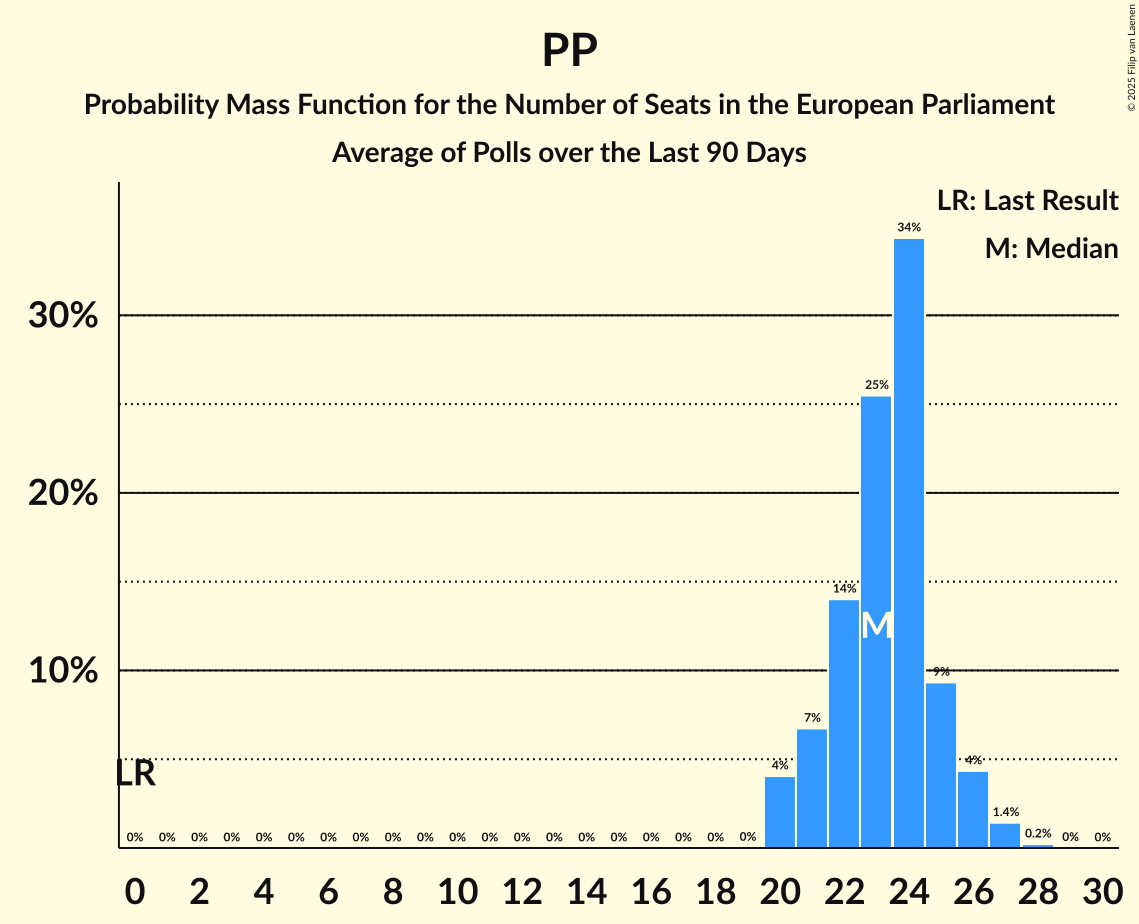 PP
Probability Mass Function for the Number of Seats in the European Parliament
Average of Polls over the Last 90 Days
© 2025 Filip van Laenen
LR: Last Result
M: Median
34%
30%
25%
20%
14%
M
10%
9%
7%
LR
4%
4%
1.4%
0% 0% 0% 0% 0% 0% 0% 0% 0% 0% 0% 0% 0% 0% 0% 0% 0% 0% 0% 0% 0.2% 0% 0%
0 2 4 6 8 10 12 14 16 18 20 22 24 26 28 30